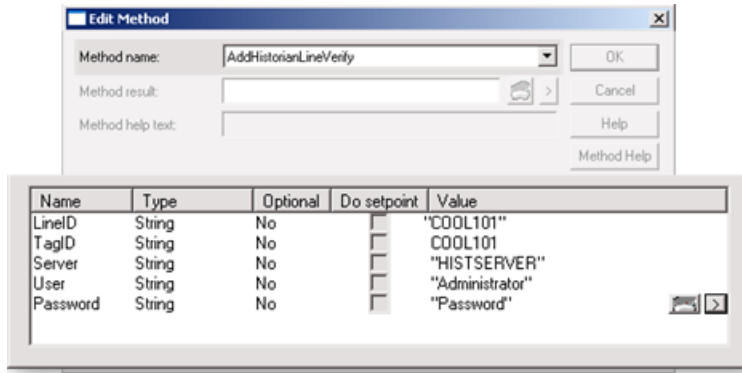 Edit Method
Method name: AddHistorianLineVerify OK
Method result: > Cancel
Method help text: Help
Method Help
Name Type Optional Do setpoint Value
LineID String No "COOL101"
TagID String No COOL101
Server String No "HISTSERVER"
User String No "Administrator"
Password String No "Password" >